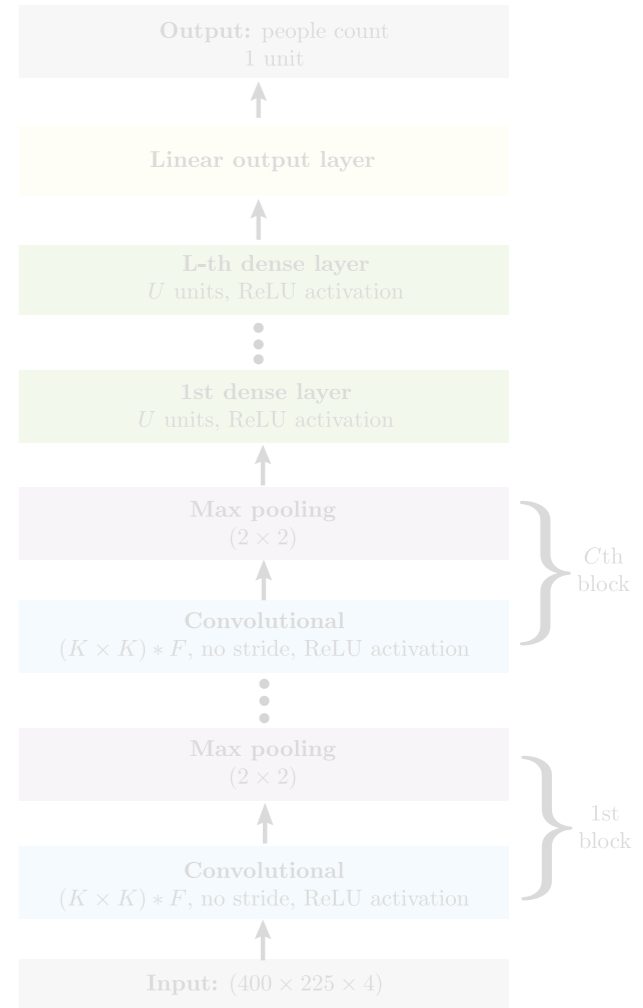 Output: people count
1 unit
Linear output layer
L-th dense layer
U units, ReLU activation
1st dense layer
U units, ReLU activation
Max pooling
(2 × 2)
Cth
block
Convolutional
(K × K) ∗ F, no stride, ReLU activation
Max pooling
(2 × 2)
1st
block
Convolutional
(K × K) ∗ F, no stride, ReLU activation
Input: (400 × 225 × 4)